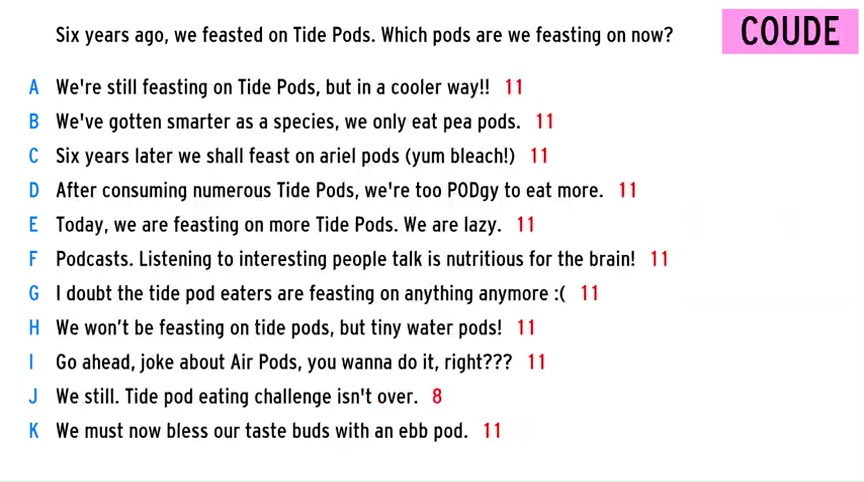 Six years ago, we feasted on Tide Pods. Which pods are we feasting on now?
COUDE
A We're still feasting on Tide Pods, but in a cooler way!! 11
B We've gotten smarter as a species, we only eat pea pods. 11
C Six years later we shall feast on ariel pods (yum bleach!) 11
D After consuming numerous Tide Pods, we're too PODgy to eat more. 11
E Today, we are feasting on more Tide Pods. We are lazy. 11
F Podcasts. Listening to interesting people talk is nutritious for the brain! 11
G I doubt the tide pod eaters are feasting on anything anymore :( 11
H We won’t be feasting on tide pods, but tiny water pods! 11
I Go ahead, joke about Air Pods, you wanna do it, right??? 11
J We still. Tide pod eating challenge isn't over. 8
K We must now bless our taste buds with an ebb pod. 11